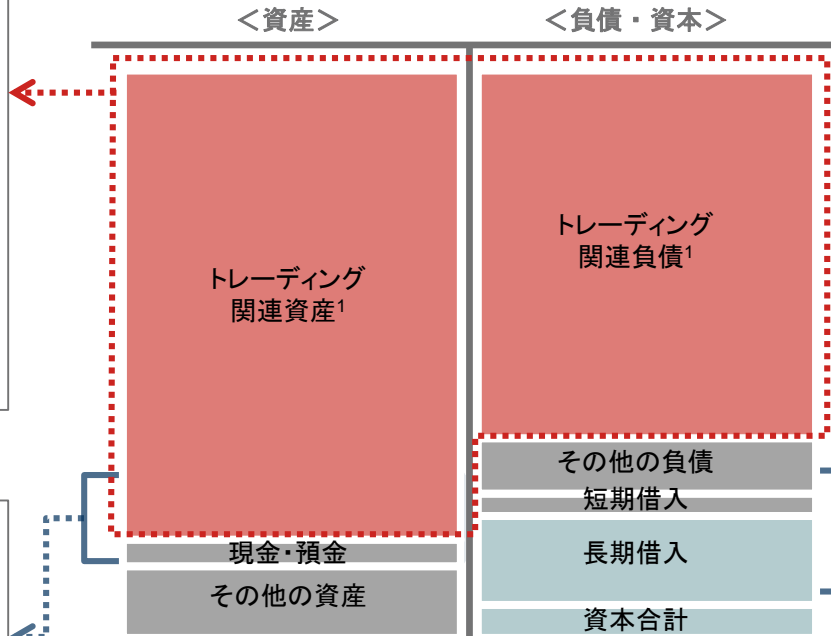 ＜資産＞
＜負債・資本＞
トレーディング
関連資産1
現金・預金
その他の資産
トレーディング
関連負債1
その他の負債
短期借入
長期借入
資本合計